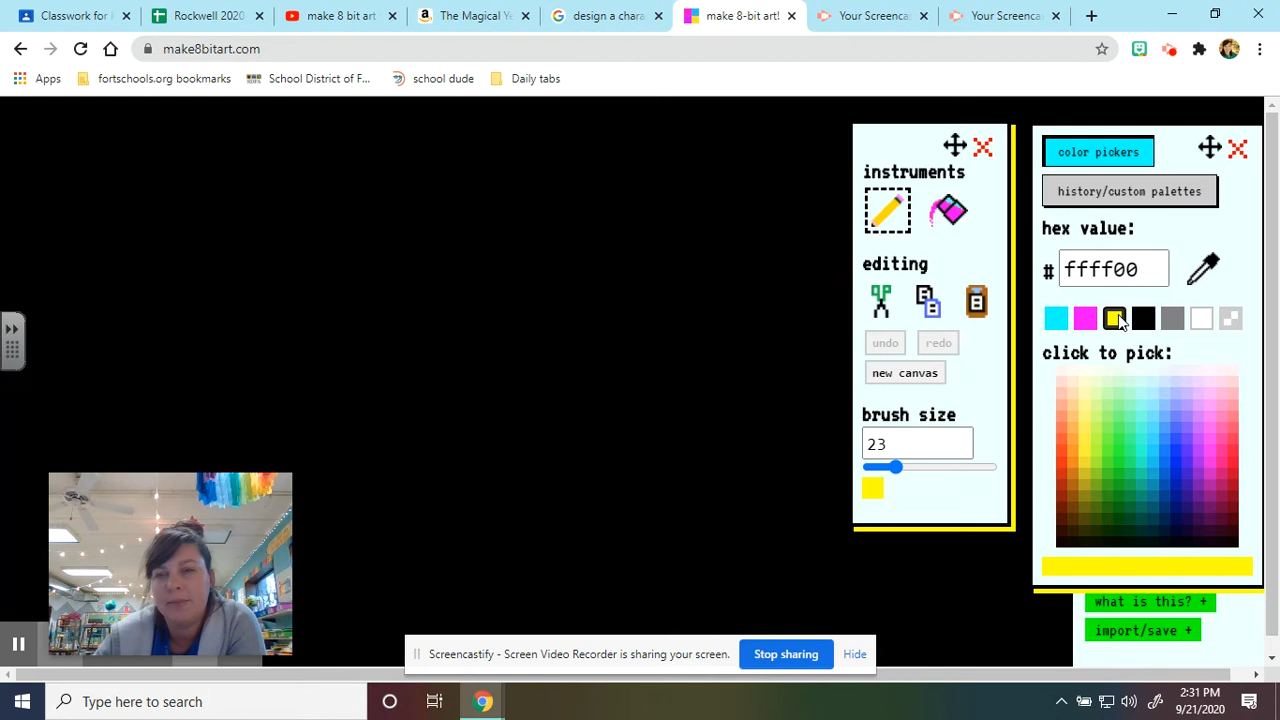 Classwork for K
Rockwell 2020
make 8 bit art
The Magical Ye
design a chara
make 8-bit art!
Your Screenca
Your Screenca
make8bitart.com
Apps
fortschools.org bookmarks
School District of F...
school dude
Daily tabs
instruments
editing
undo
redo
new canvas
brush size
23
color pickers
history/custom palettes
hex value:
# ffff00
click to pick:
what is this? +
import/save +
Screencastify - Screen Video Recorder is sharing your screen.
Stop sharing
Hide
Type here to search
2:31 PM
9/21/2020